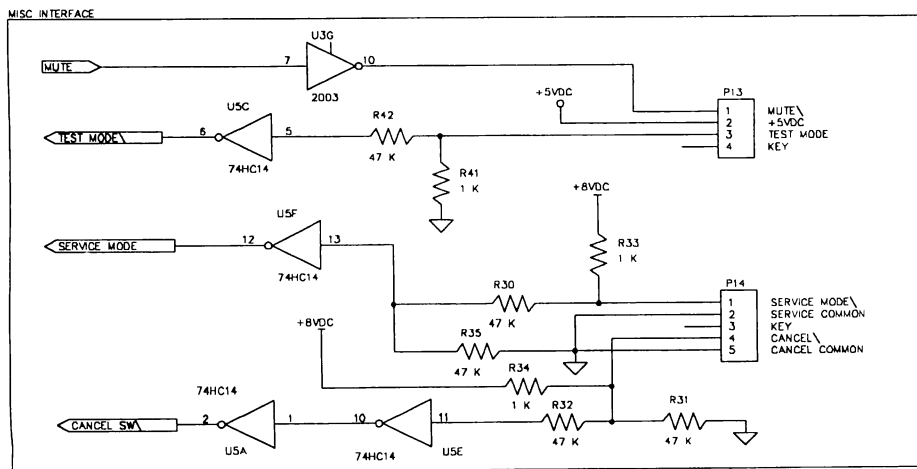 MISC INTERFACE
U3G
MUTE
7
10
2003
P13
+5VDC
1 MUTE\
2 +5VDC
3 TEST MODE
4 KEY
U5C
R42
TEST MODE\
6
5
47 K
74HC14
R41
1 K
+8VDC
U5F
SERVICE MODE
12
13
74HC14
R33
1 K
P14
R30
47 K
1 SERVICE MODE\
2 SERVICE COMMON
3 KEY
4 CANCEL\
5 CANCEL COMMON
+8VDC
R35
47 K
R34
1 K
74HC14
CANCEL SW\
2
1
10
11
R32
47 K
R31
47 K
U5A
74HC14
U5E